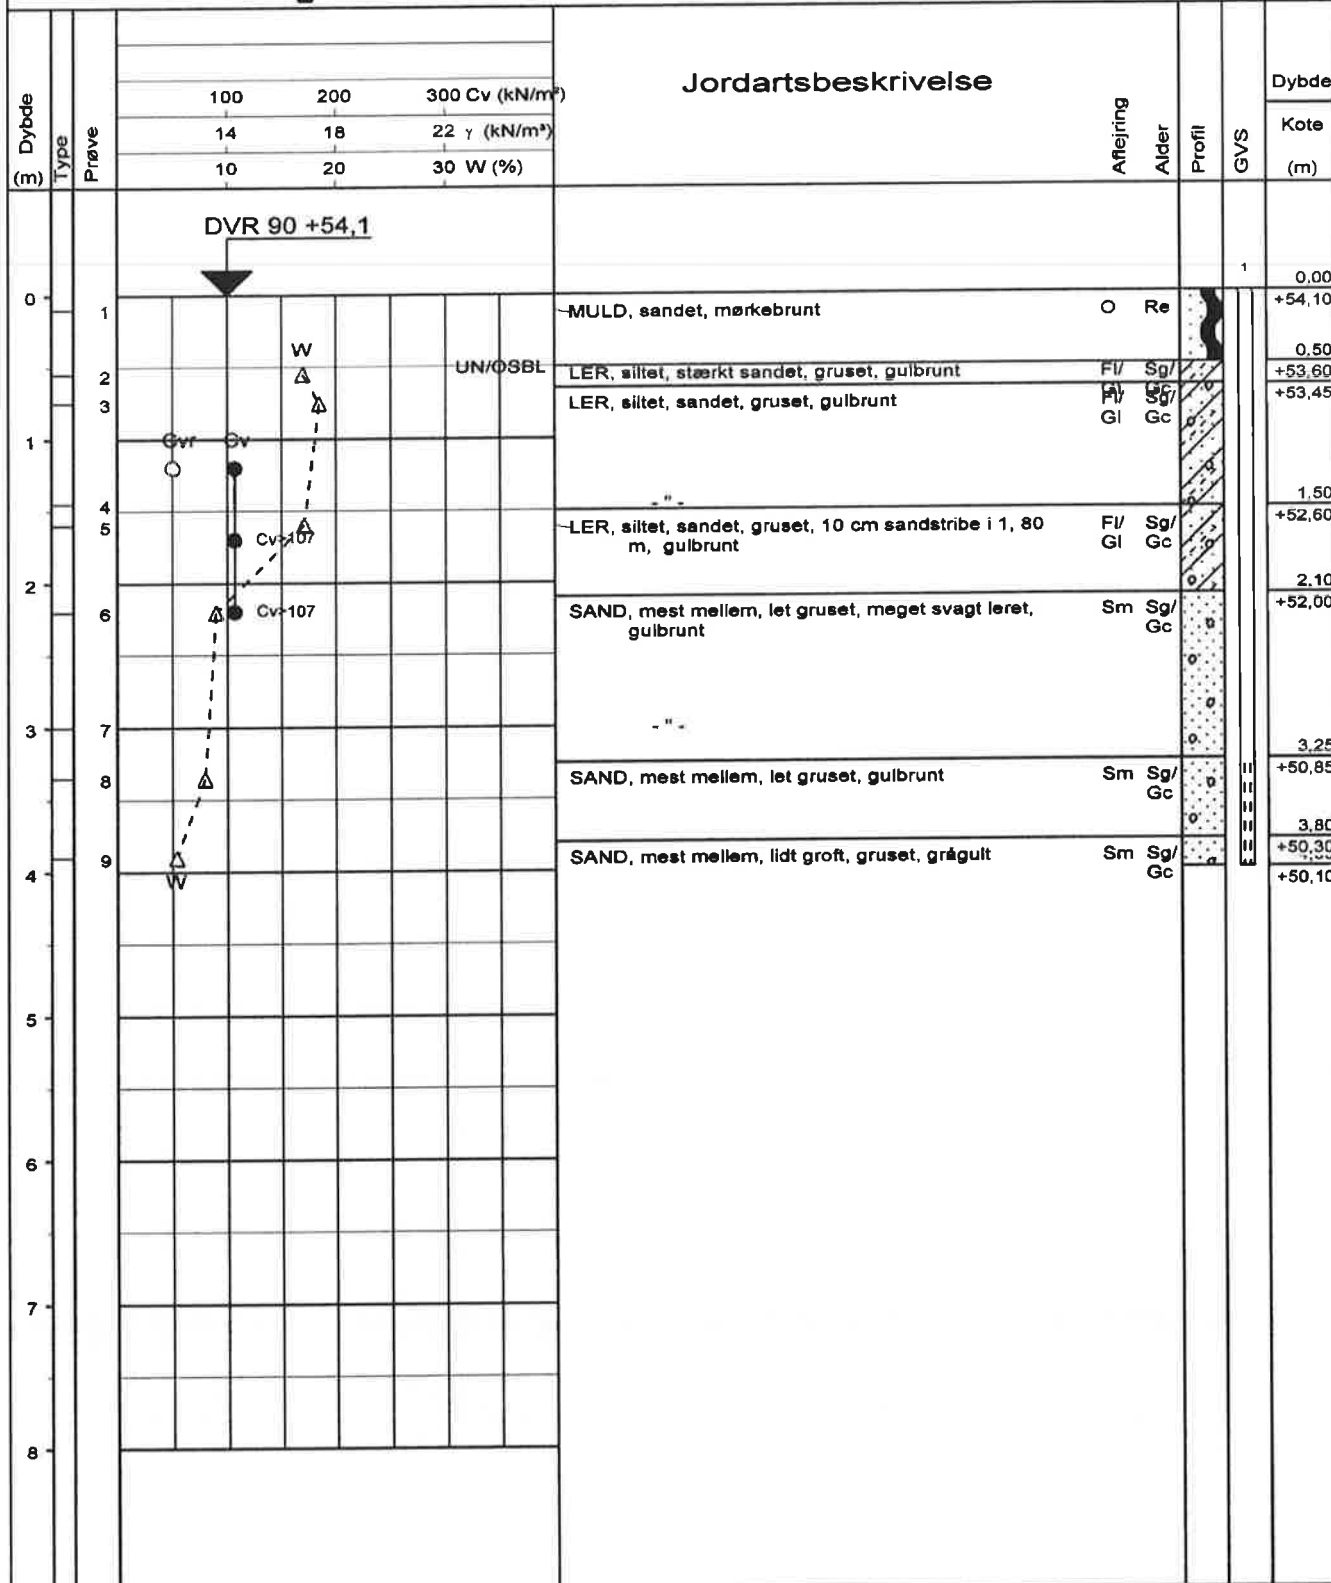 Jordartsbeskrivelse
Dybde (m)
Type
Prøve
100 200 300 Cv (kN/m²)
14 18 22 γ (kN/m³)
10 20 30 W (%)
Aflejring
Alder
Profil
GVS
Dybde
Kote
(m)
DVR 90 +54,1
1
0,00
0 1 MULD, sandet, mørkebrunt O Re +54,10
W
0,50
UN/OSBL
2 LER, siltet, stærkt sandet, gruset, gulbrunt Fl/ Sg/ +53,60
Gl Gc
3 LER, siltet, sandet, gruset, gulbrunt Fl/ Sg/ +53,45
Gl Gc
1 Cvr Cv
4 - " - 1,50
5 LER, siltet, sandet, gruset, 10 cm sandstribe i 1, 80 Fl/ Sg/ +52,60
m, gulbrunt Gl Gc
Cv>107
2 2,10
6 Cv>107 SAND, mest mellem, let gruset, meget svagt leret, Sm Sg/ +52,00
gulbrunt Gc
3 7 - " -
3,25
8 SAND, mest mellem, let gruset, gulbrunt Sm Sg/ +50,85
Gc
3,80
9 SAND, mest mellem, lidt groft, gruset, grågult Sm Sg/ +50,30
4 W Gc +50,10
5
6
7
8